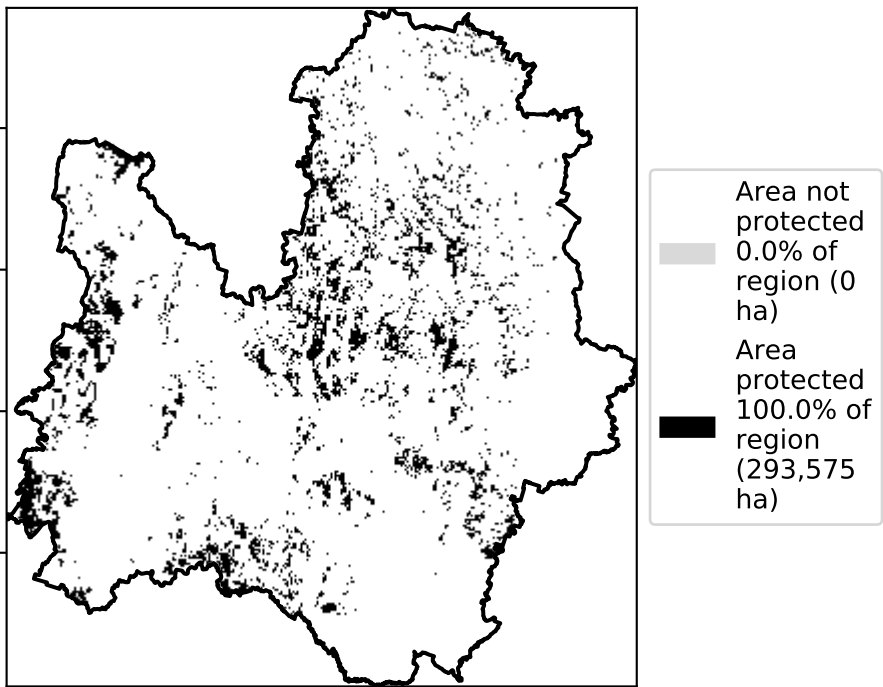 Area not
protected
0.0% of
region (0
ha)
Area
protected
100.0% of
region
(293,575
ha)